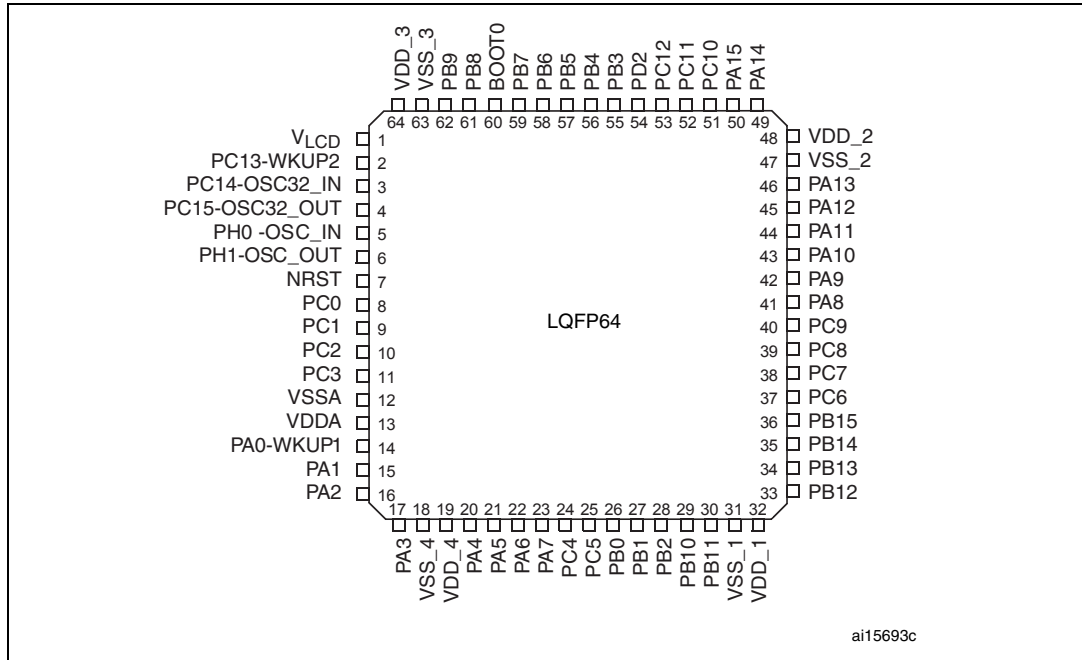 VDD_3
VSS_3
PB9
PB8
BOOT0
PB7
PB6
PB5
PB4
PB3
PD2
PC12
PC11
PC10
PA15
PA14
64 63 62 61 60 59 58 57 56 55 54 53 52 51 50 49
VLCD 1
PC13-WKUP2 2
PC14-OSC32_IN 3
PC15-OSC32_OUT 4
PH0 -OSC_IN 5
PH1-OSC_OUT 6
NRST 7
PC0 8
PC1 9
PC2 10
PC3 11
VSSA 12
VDDA 13
PA0-WKUP1 14
PA1 15
PA2 16
LQFP64
48 VDD_2
47 VSS_2
46 PA13
45 PA12
44 PA11
43 PA10
42 PA9
41 PA8
40 PC9
39 PC8
38 PC7
37 PC6
36 PB15
35 PB14
34 PB13
33 PB12
17 18 19 20 21 22 23 24 25 26 27 28 29 30 31 32
PA3
VSS_4
VDD_4
PA4
PA5
PA6
PA7
PC4
PC5
PB0
PB1
PB2
PB10
PB11
VSS_1
VDD_1
ai15693c